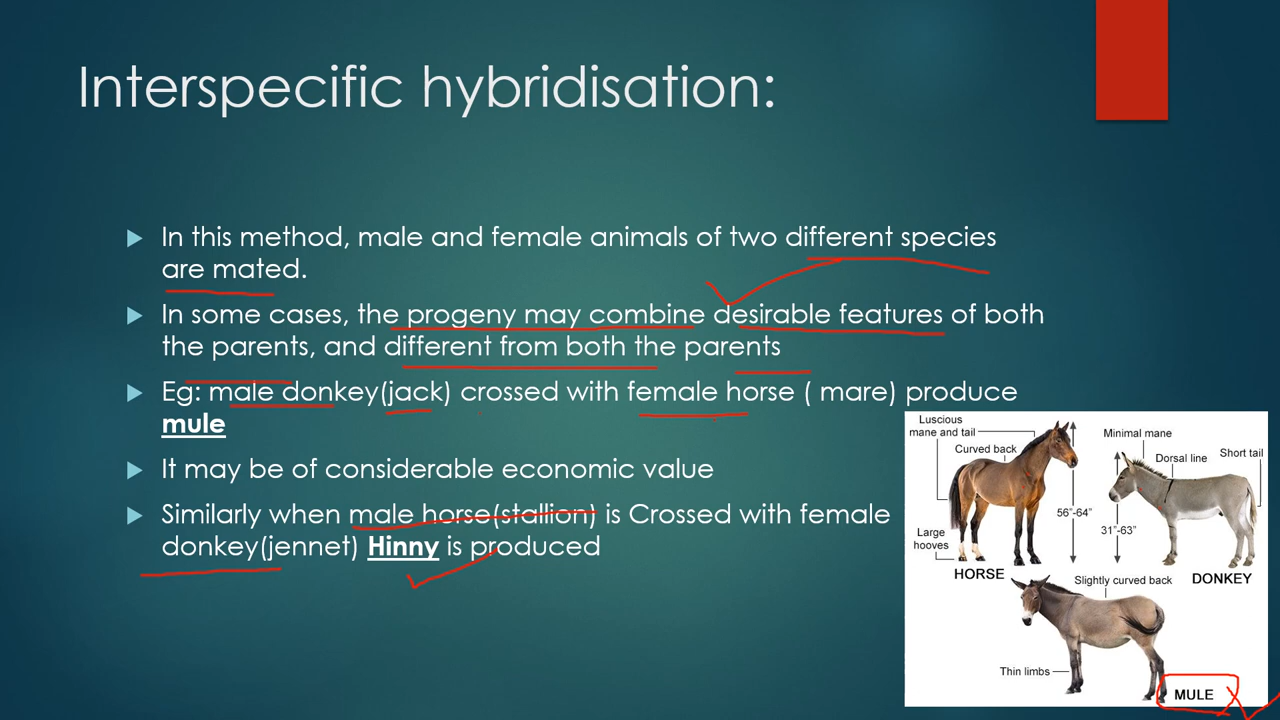 Interspecific hybridisation:
In this method, male and female animals of two different species
are mated.
In some cases, the progeny may combine desirable features of both
the parents, and different from both the parents
Eg: male donkey(jack) crossed with female horse ( mare) produce
mule
It may be of considerable economic value
Similarly when male horse(stallion) is Crossed with female
donkey(jennet) Hinny is produced
Luscious
mane and tail
Curved back
56"-64"
Large
hooves
HORSE
Minimal mane
Dorsal line
Short tail
31"-63"
DONKEY
Slightly curved back
Thin limbs
MULE